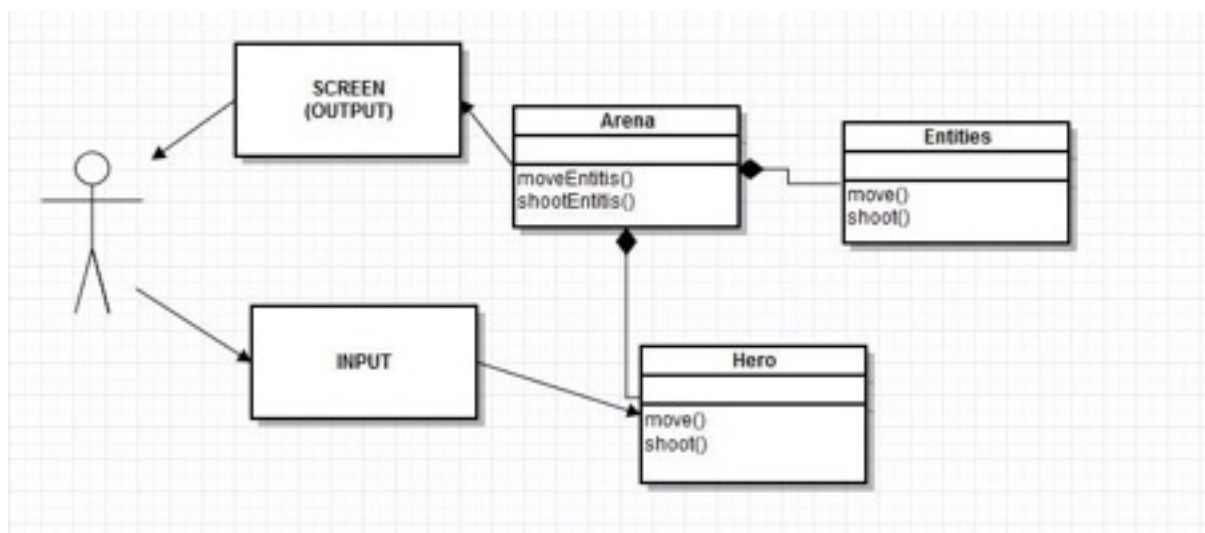 SCREEN
(OUTPUT)
Arena
moveEntitis()
shootEntitis()
Entities
move()
shoot()
INPUT
Hero
move()
shoot()